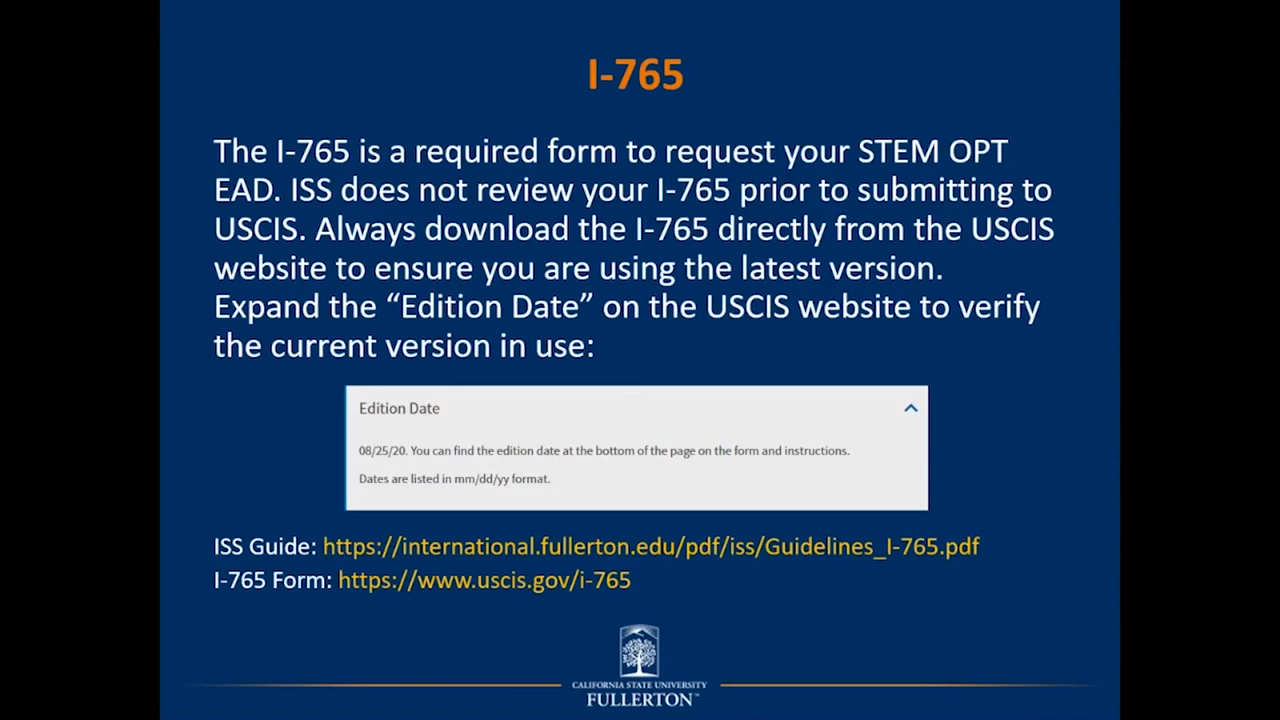 I-765
The I-765 is a required form to request your STEM OPT
EAD. ISS does not review your I-765 prior to submitting to
USCIS. Always download the I-765 directly from the USCIS
website to ensure you are using the latest version.
Expand the “Edition Date” on the USCIS website to verify
the current version in use:
Edition Date
08/25/20. You can find the edition date at the bottom of the page on the form and instructions.
Dates are listed in mm/dd/yy format.
ISS Guide: https://international.fullerton.edu/pdf/iss/Guidelines_I-765.pdf
I-765 Form: https://www.uscis.gov/i-765
CALIFORNIA STATE UNIVERSITY
FULLERTON™